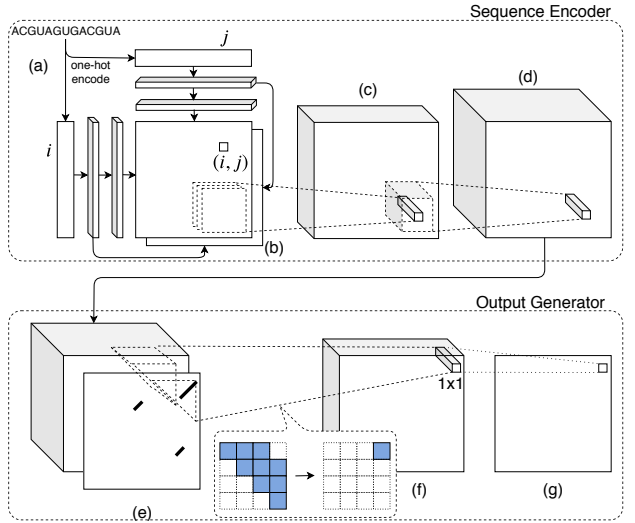 Sequence Encoder
ACGUAGUGACGUA
j
(a)
one-hot
encode
(c)
(d)
i
(i, j)
(b)
Output Generator
1x1
(e)
(f)
(g)